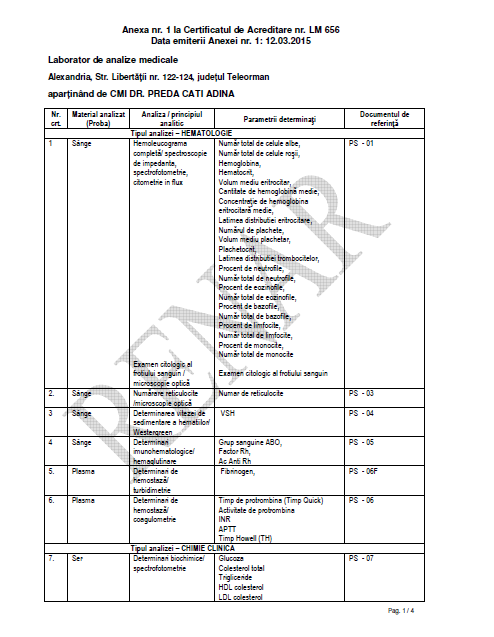 Anexa nr. 1 la Certificatul de Acreditare nr. LM 656
Data emiterii Anexei nr. 1: 12.03.2015
Laborator de analize medicale
Alexandria, Str. Libertăţii nr. 122-124, judeţul Teleorman
aparţinând de CMI DR. PREDA CATI ADINA
Nr. crt. Material analizat (Proba) Analiza / principiul analitic Parametrii determinaţi Documentul de referinţă
Tipul analizei – HEMATOLOGIE
1 Sânge Hemoleucograma Număr total de celule albe, PS - 01
completă/ spectroscopie Număr total de celule roşii,
de impedanta, Hemoglobina,
spectrofotometrie, Hematocrit,
citometrie in flux Volum mediu eritrocitar,
Cantitate de hemoglobină medie,
Concentraţie de hemoglobina
eritrocitară medie,
Latimea distributiei eritrocitare,
Numărul de plachete,
Volum mediu plachetar,
Plachetocrit,
Latimea distributiei trombocitelor,
Procent de neutrofile,
Număr total de neutrofile,
Procent de eozinofile,
Număr total de eozinofile,
Procent de bazofile,
Număr total de bazofile,
Procent de limfocite,
Număr total de limfocite,
Procent de monocite,
Număr total de monocite
Examen citologic al
frotiului sanguin / Examen citologic al frotiului sanguin
microscopie optică
2. Sânge Numărare reticulocite Numar de reticulocite PS - 03
/microscopie optică
3 Sânge Determinarea vitezei de VSH PS - 04
sedimentare a hematiilor/
Westergreen
4 Sânge Determinari Grup sanguine ABO, PS - 05
imunohematologice/ Factor Rh,
hemaglutinare Ac Anti Rh
5. Plasma Determinari de Fibrinogen, PS - 06F
hemostază/
turbidimetrie
6. Plasma Determinari de Timp de protrombina (Timp Quick) PS - 06
hemostază/ Activitate de protrombina
coagulometrie INR
APTT
Timp Howell (TH)
Tipul analizei – CHIMIE CLINICA
7. Ser Determinari biochimice/ Glucoza PS - 07
spectrofotometrie Colesterol total
Trigliceride
HDL colesterol
LDL colesterol
RENAR
Pag. 1 / 4